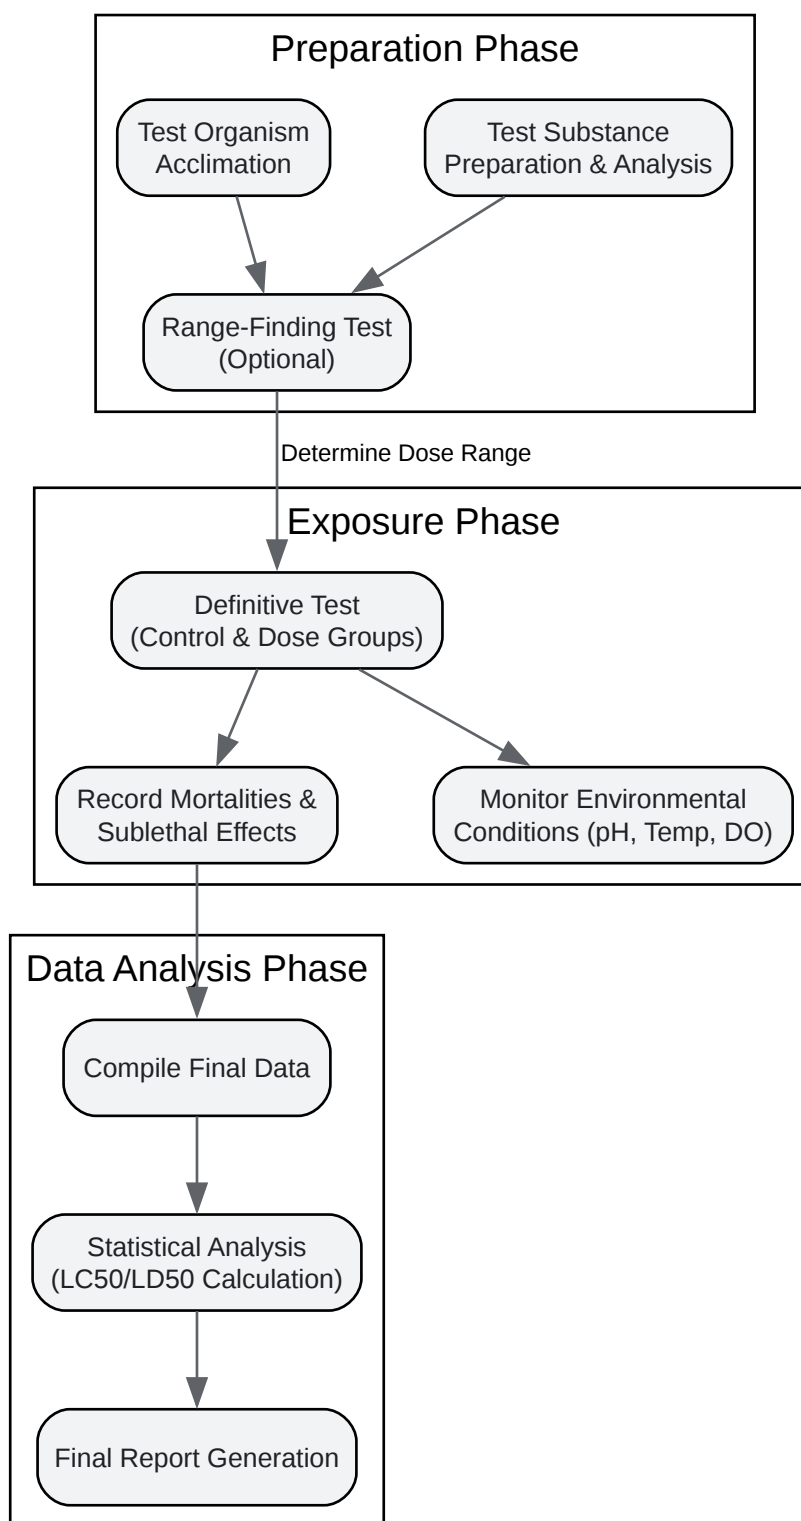 Preparation Phase
Test Organism
Acclimation
Test Substance
Preparation & Analysis
Range-Finding Test
(Optional)
Determine Dose Range
Exposure Phase
Definitive Test
(Control & Dose Groups)
Record Mortalities &
Sublethal Effects
Monitor Environmental
Conditions (pH, Temp, DO)
Data Analysis Phase
Compile Final Data
Statistical Analysis
(LC50/LD50 Calculation)
Final Report Generation